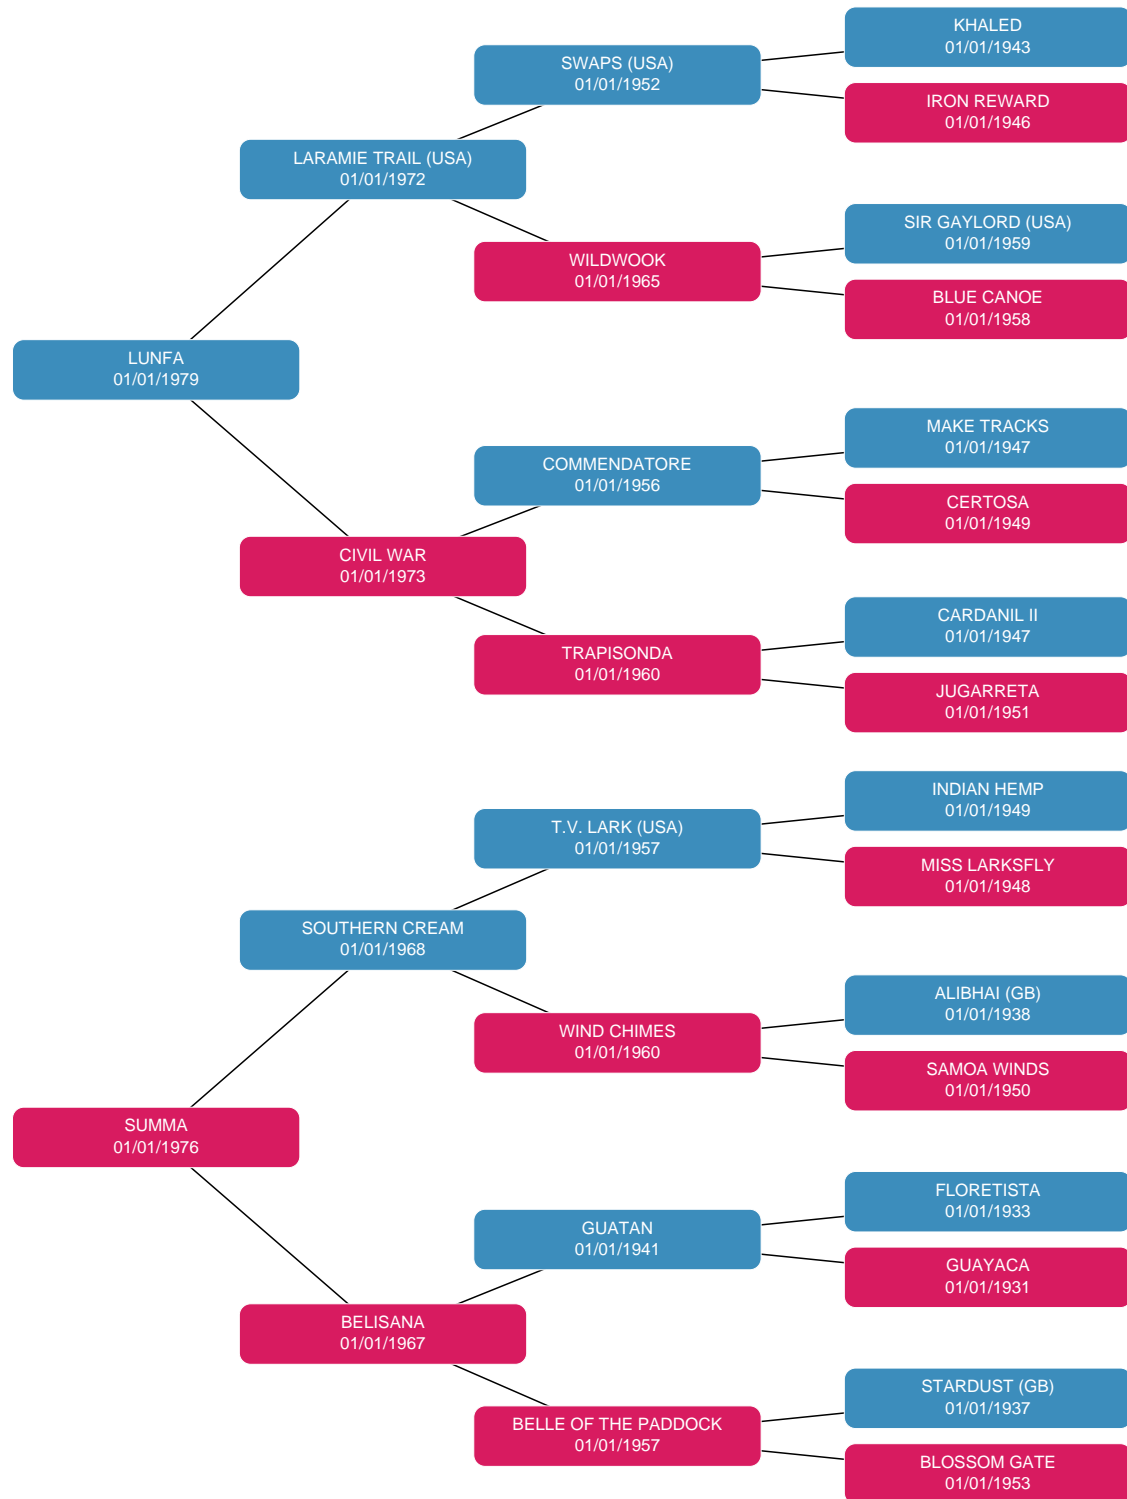 KHALED
01/01/1943
SWAPS (USA)
01/01/1952
IRON REWARD
01/01/1946
LARAMIE TRAIL (USA)
01/01/1972
SIR GAYLORD (USA)
01/01/1959
WILDWOOK
01/01/1965
BLUE CANOE
01/01/1958
LUNFA
01/01/1979
MAKE TRACKS
01/01/1947
COMMENDATORE
01/01/1956
CERTOSA
01/01/1949
CIVIL WAR
01/01/1973
CARDANIL II
01/01/1947
TRAPISONDA
01/01/1960
JUGARRETA
01/01/1951
INDIAN HEMP
01/01/1949
T.V. LARK (USA)
01/01/1957
MISS LARKSFLY
01/01/1948
SOUTHERN CREAM
01/01/1968
ALIBHAI (GB)
01/01/1938
WIND CHIMES
01/01/1960
SAMOA WINDS
01/01/1950
SUMMA
01/01/1976
FLORETISTA
01/01/1933
GUATAN
01/01/1941
GUAYACA
01/01/1931
BELISANA
01/01/1967
STARDUST (GB)
01/01/1937
BELLE OF THE PADDOCK
01/01/1957
BLOSSOM GATE
01/01/1953